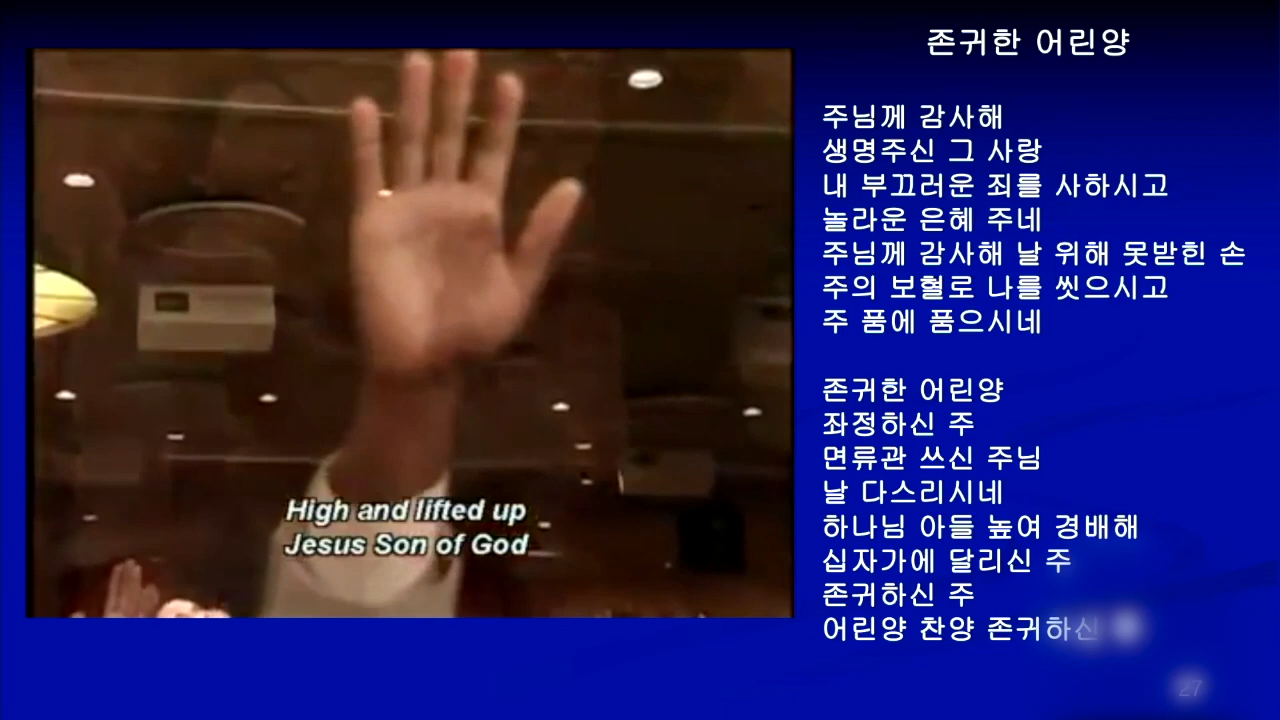 존귀한 어린양
주님께 감사해
생명주신 그 사랑
내 부끄러운 죄를 사하시고
놀라운 은혜 주네
주님께 감사해 날 위해 못받힌 손
주의 보혈로 나를 씻으시고
주 품에 품으시네
존귀한 어린양
좌정하신 주
면류관 쓰신 주님
날 다스리시네
하나님 아들 높여 경배해
십자가에 달리신 주
존귀하신 주
어린양 찬양 존귀하신
High and lifted up
Jesus Son of God
27